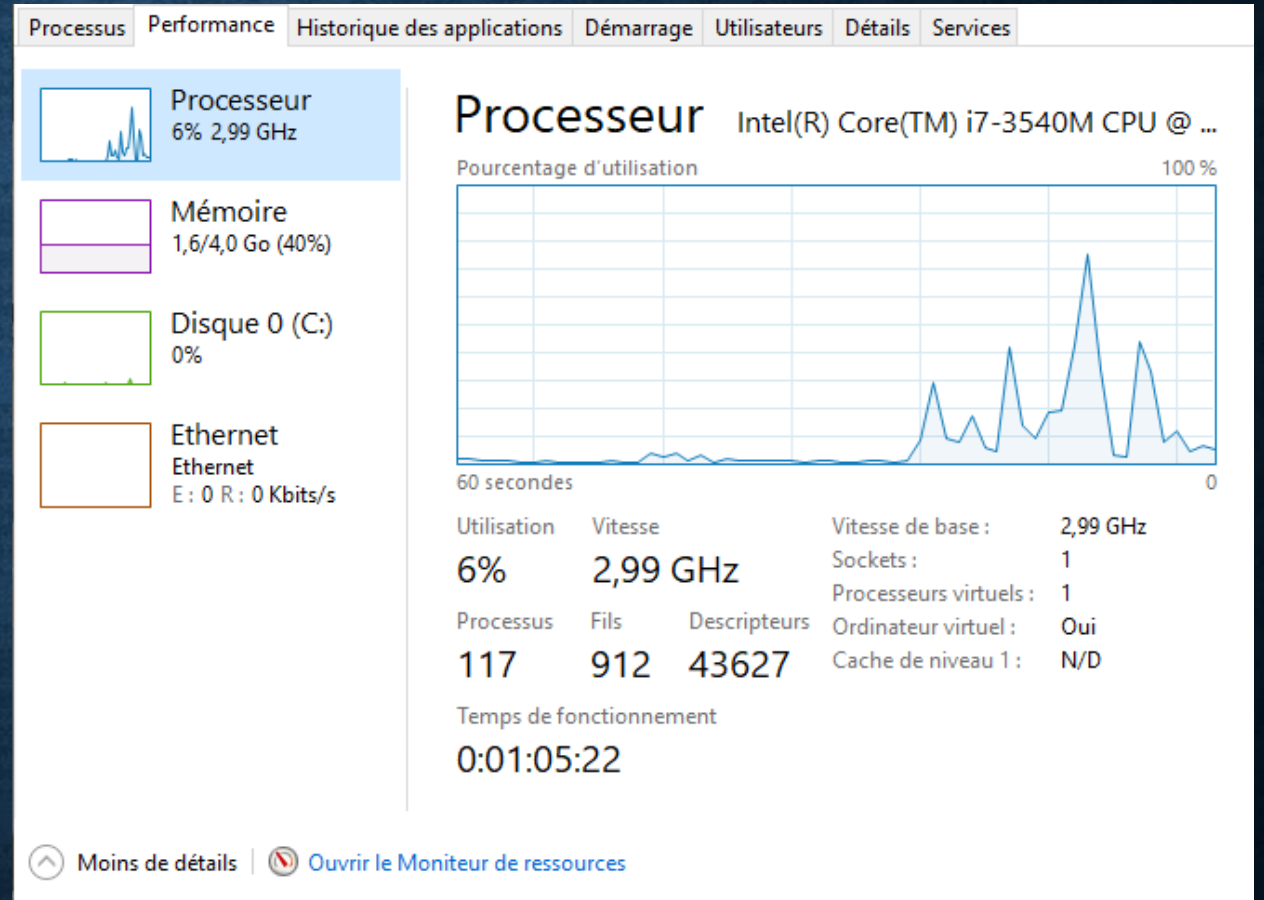 Processus Performance Historique des applications Démarrage Utilisateurs Détails Services
Processeur
6% 2,99 GHz
Mémoire
1,6/4,0 Go (40%)
Disque 0 (C:)
0%
Ethernet
Ethernet
E : 0 R : 0 Kbits/s
Processeur Intel(R) Core(TM) i7-3540M CPU @ ...
Pourcentage d'utilisation 100 %
60 secondes 0
Utilisation Vitesse
6% 2,99 GHz
Processus Fils Descripteurs
117 912 43627
Temps de fonctionnement
0:01:05:22
Vitesse de base : 2,99 GHz
Sockets : 1
Processeurs virtuels : 1
Ordinateur virtuel : Oui
Cache de niveau 1 : N/D
Moins de détails Ouvrir le Moniteur de ressources